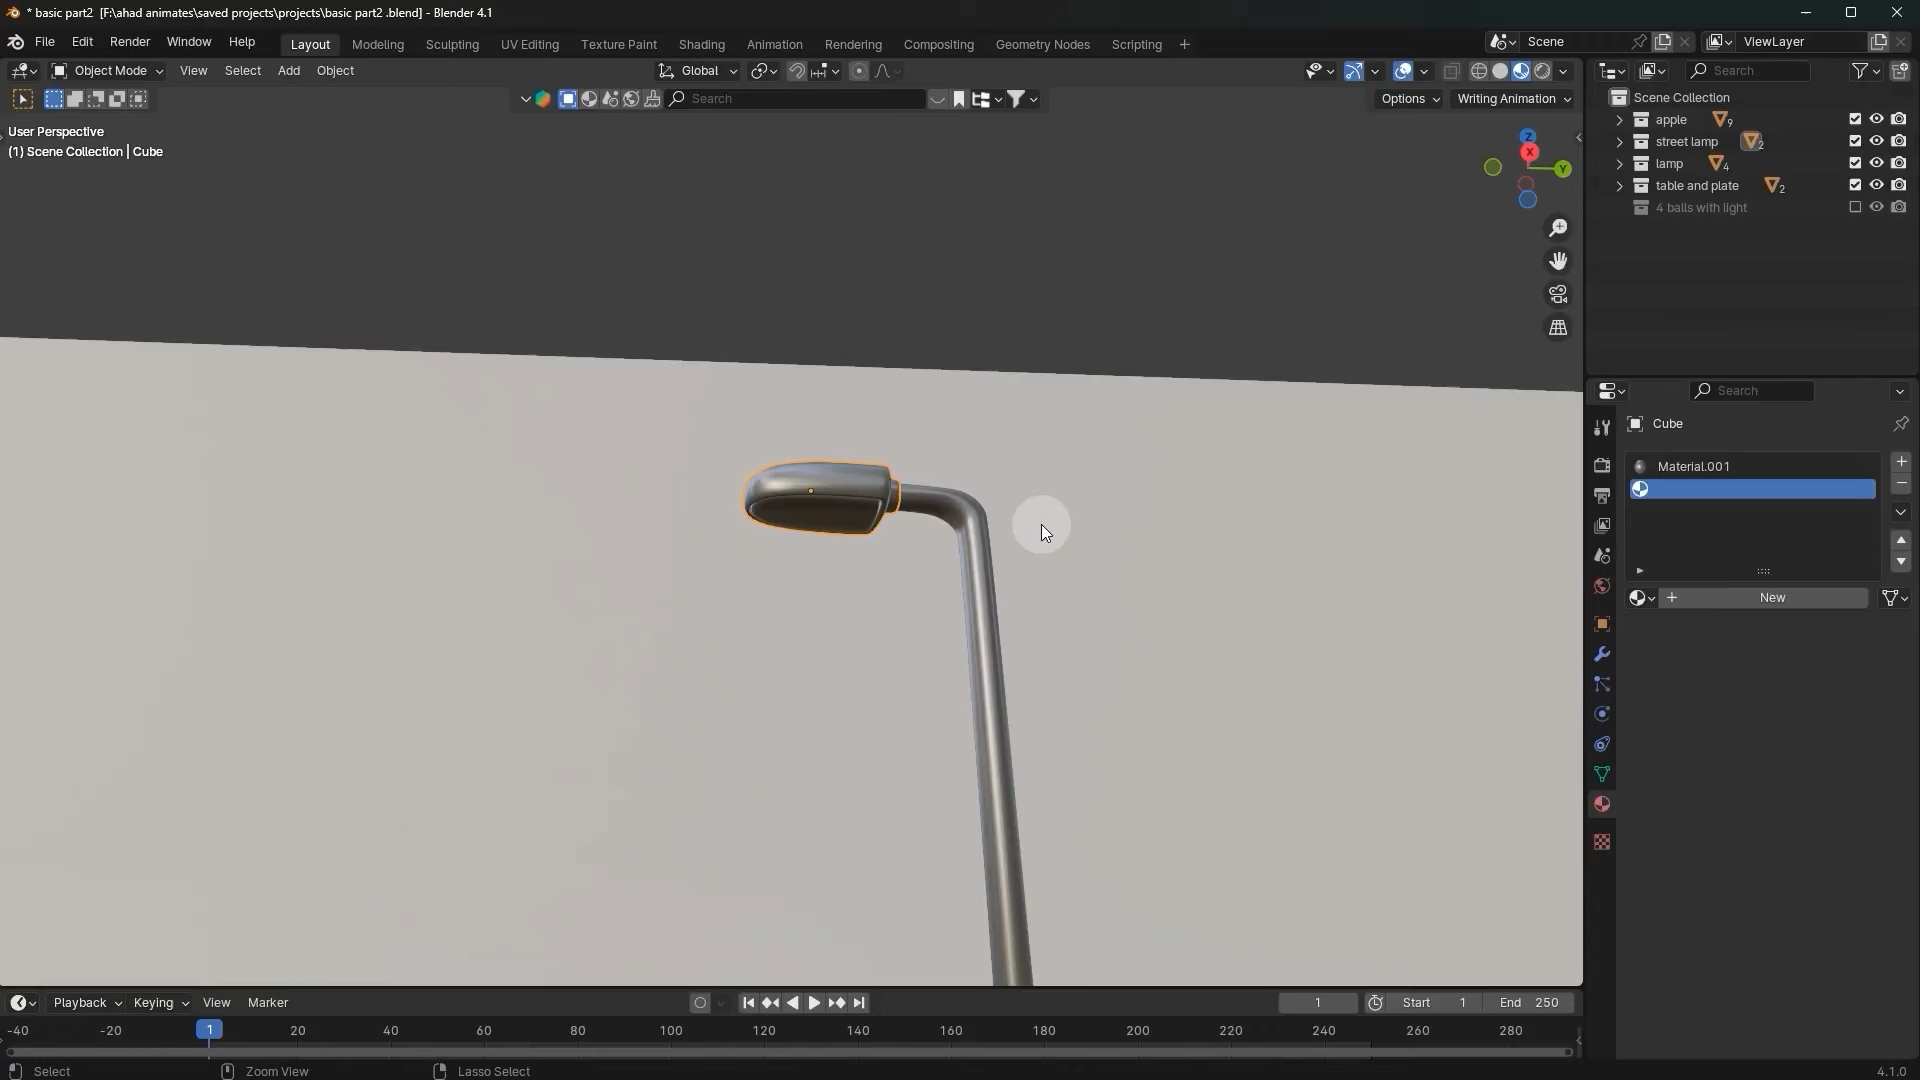 * basic part2  [F:\ahad animates\saved projects\projects\basic part2 .blend] - Blender 4.1
File Edit Render Window Help Layout Modeling Sculpting UV Editing Texture Paint Shading Animation Rendering Compositing Geometry Nodes Scripting + Scene ViewLayer
Object Mode View Select Add Object Global Search
Search Options Writing Animation
User Perspective
(1) Scene Collection | Cube
Z
X
Y
Scene Collection
apple 9
street lamp 2
lamp 4
table and plate 2
4 balls with light
Search
Cube
Material.001
New
Playback Keying View Marker 1 Start 1 End 250
-40 -20 1 20 40 60 80 100 120 140 160 180 200 220 240 260 280
Select Zoom View Lasso Select 4.1.0